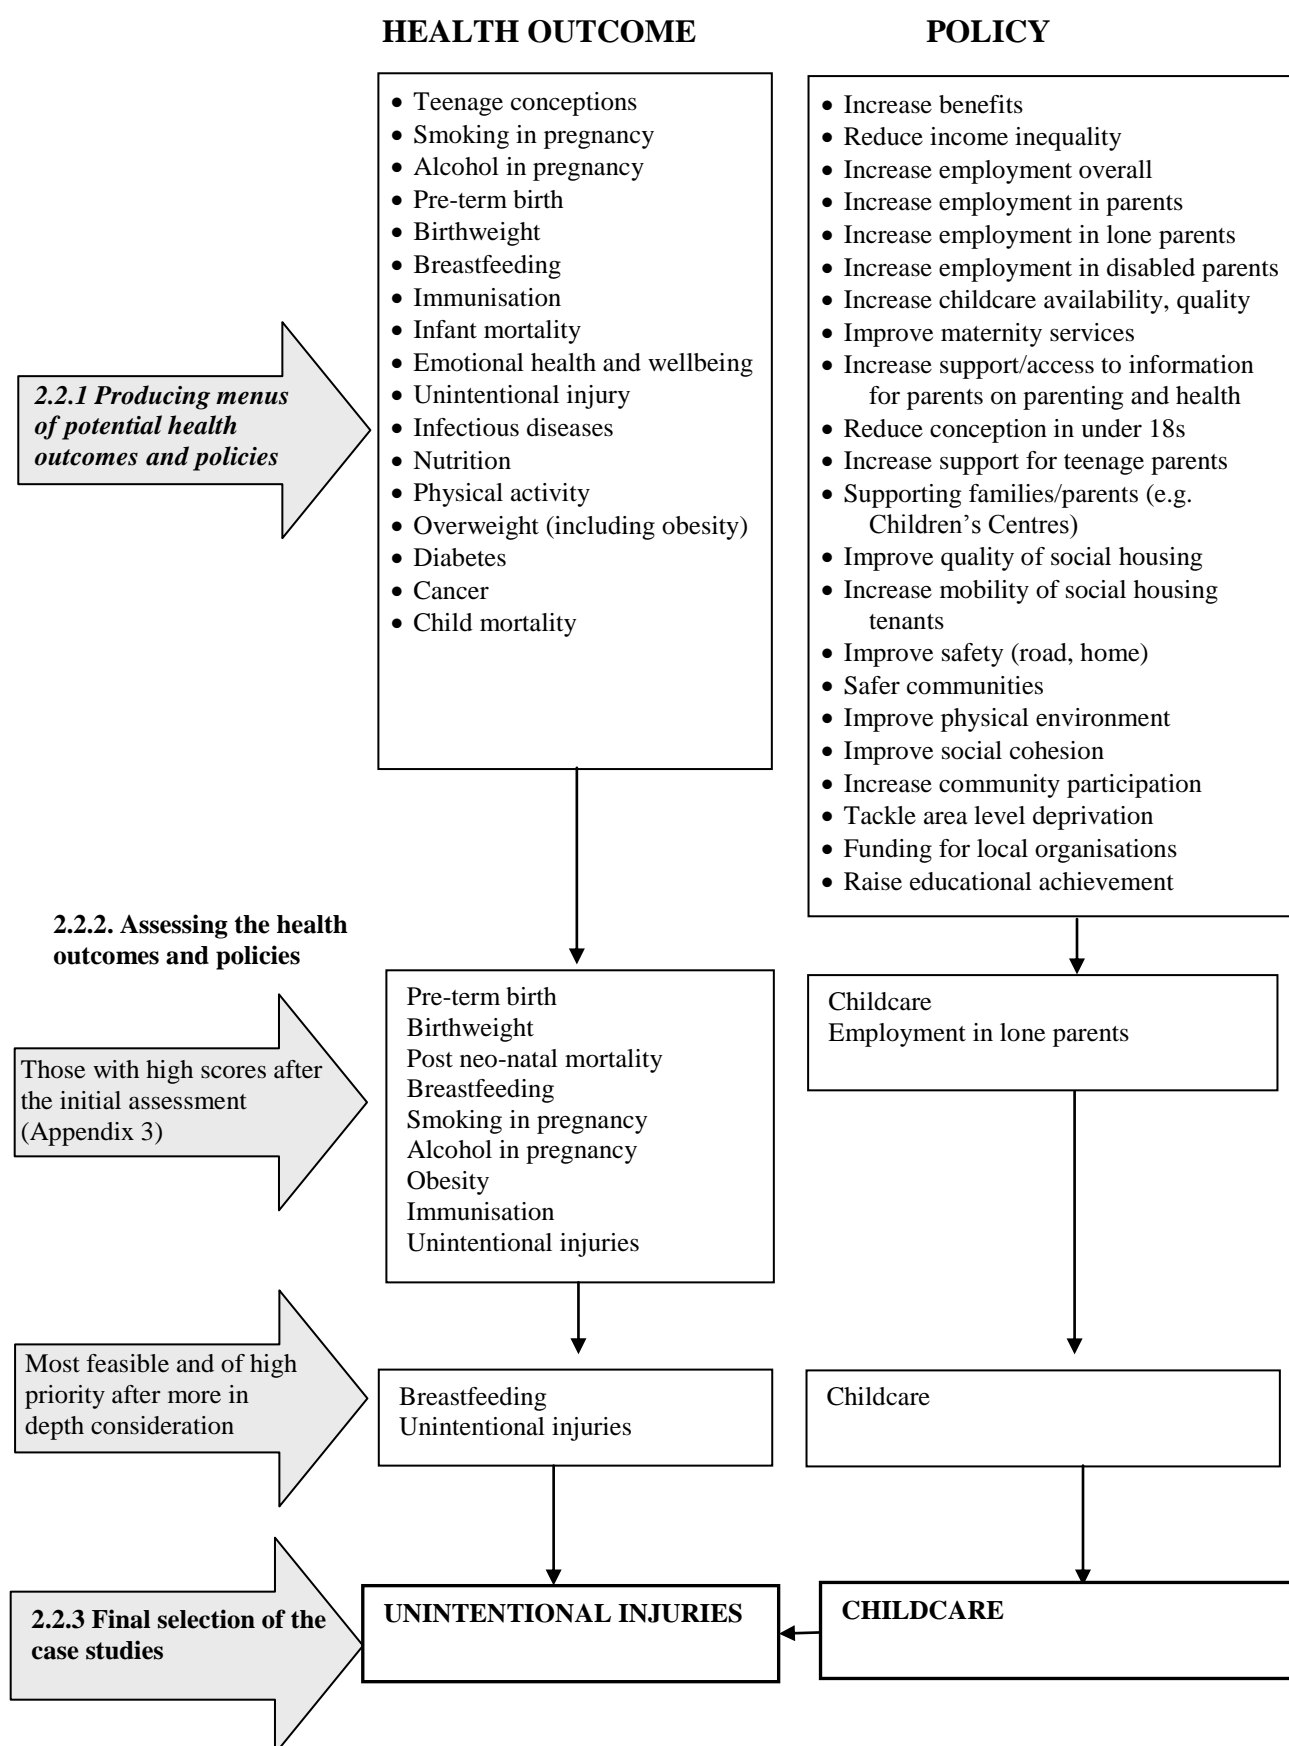 HEALTH OUTCOME
POLICY
• Teenage conceptions
• Smoking in pregnancy
• Alcohol in pregnancy
• Pre-term birth
• Birthweight
• Breastfeeding
• Immunisation
• Infant mortality
• Emotional health and wellbeing
• Unintentional injury
• Infectious diseases
• Nutrition
• Physical activity
• Overweight (including obesity)
• Diabetes
• Cancer
• Child mortality
• Increase benefits
• Reduce income inequality
• Increase employment overall
• Increase employment in parents
• Increase employment in lone parents
• Increase employment in disabled parents
• Increase childcare availability, quality
• Improve maternity services
• Increase support/access to information
for parents on parenting and health
• Reduce conception in under 18s
• Increase support for teenage parents
• Supporting families/parents (e.g.
Children’s Centres)
• Improve quality of social housing
• Increase mobility of social housing
tenants
• Improve safety (road, home)
• Safer communities
• Improve physical environment
• Improve social cohesion
• Increase community participation
• Tackle area level deprivation
• Funding for local organisations
• Raise educational achievement
2.2.1 Producing menus
of potential health
outcomes and policies
2.2.2. Assessing the health
outcomes and policies
Those with high scores after
the initial assessment
(Appendix 3)
Pre-term birth
Birthweight
Post neo-natal mortality
Breastfeeding
Smoking in pregnancy
Alcohol in pregnancy
Obesity
Immunisation
Unintentional injuries
Childcare
Employment in lone parents
Most feasible and of high
priority after more in
depth consideration
Breastfeeding
Unintentional injuries
Childcare
2.2.3 Final selection of the
case studies
UNINTENTIONAL INJURIES
CHILDCARE